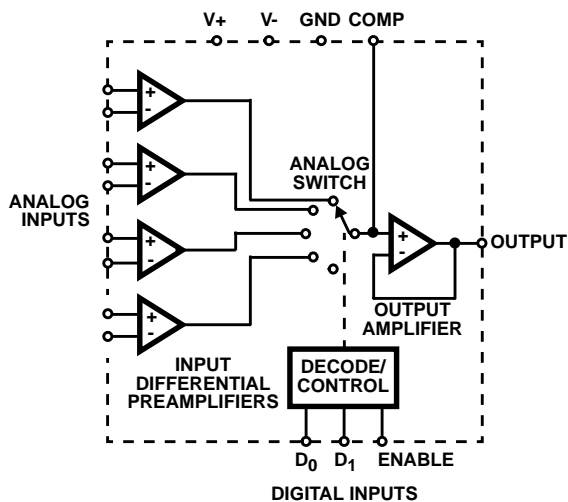 V+ V- GND COMP
+
-
+
-
ANALOG
SWITCH
ANALOG
INPUTS
+
-
+
-
OUTPUT
+
-
OUTPUT
AMPLIFIER
INPUT
DIFFERENTIAL
PREAMPLIFIERS
DECODE/
CONTROL
D0 D1 ENABLE
DIGITAL INPUTS